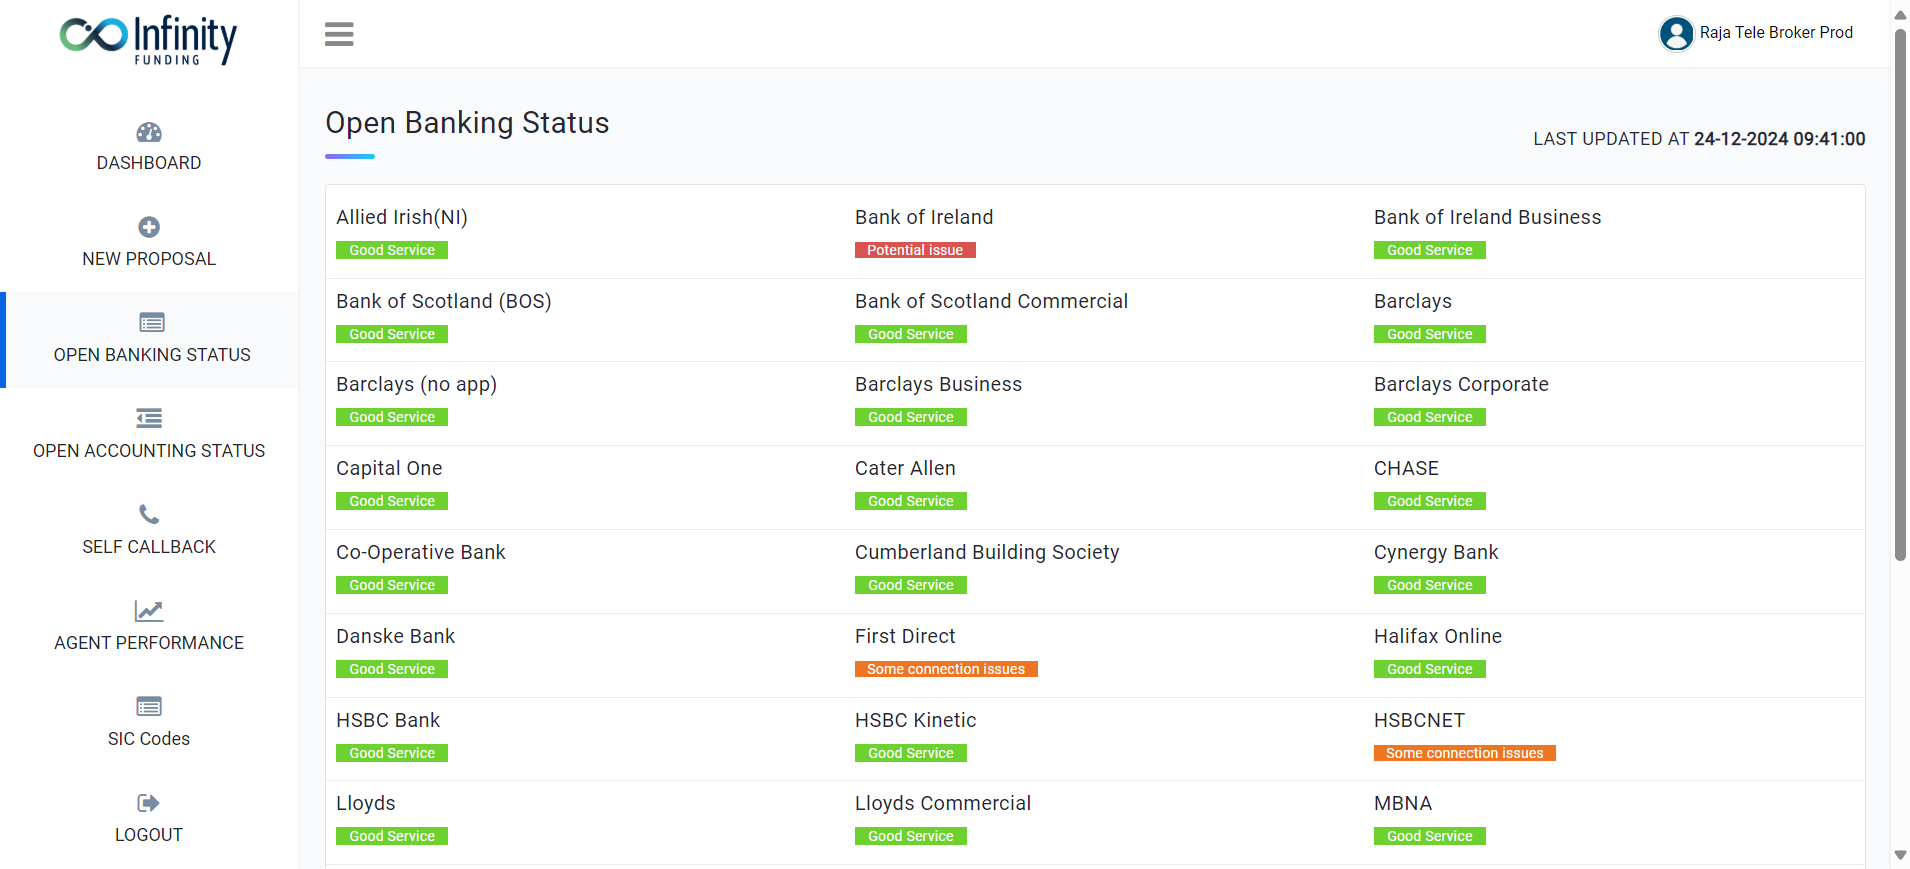 Infinity
FUNDING
Raja Tele Broker Prod
DASHBOARD
NEW PROPOSAL
OPEN BANKING STATUS
OPEN ACCOUNTING STATUS
SELF CALLBACK
AGENT PERFORMANCE
SIC Codes
LOGOUT
Open Banking Status
LAST UPDATED AT 24-12-2024 09:41:00
Allied Irish(NI)
Good Service
Bank of Ireland
Potential issue
Bank of Ireland Business
Good Service
Bank of Scotland (BOS)
Good Service
Bank of Scotland Commercial
Good Service
Barclays
Good Service
Barclays (no app)
Good Service
Barclays Business
Good Service
Barclays Corporate
Good Service
Capital One
Good Service
Cater Allen
Good Service
CHASE
Good Service
Co-Operative Bank
Good Service
Cumberland Building Society
Good Service
Cynergy Bank
Good Service
Danske Bank
Good Service
First Direct
Some connection issues
Halifax Online
Good Service
HSBC Bank
Good Service
HSBC Kinetic
Good Service
HSBCNET
Some connection issues
Lloyds
Good Service
Lloyds Commercial
Good Service
MBNA
Good Service